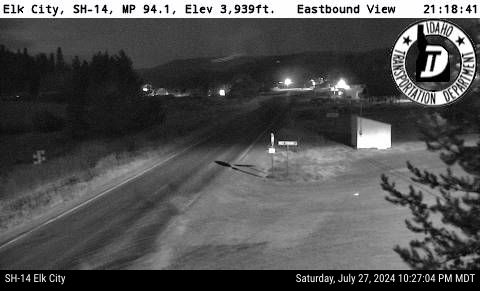 Elk City, SH-14, MP 94.1, Elev 3,939ft. Eastbound View 21:18:41
IDAHO
TRANSPORTATION DEPARTMENT
SH-14 Elk City Saturday, July 27, 2024 10:27:04 PM MDT